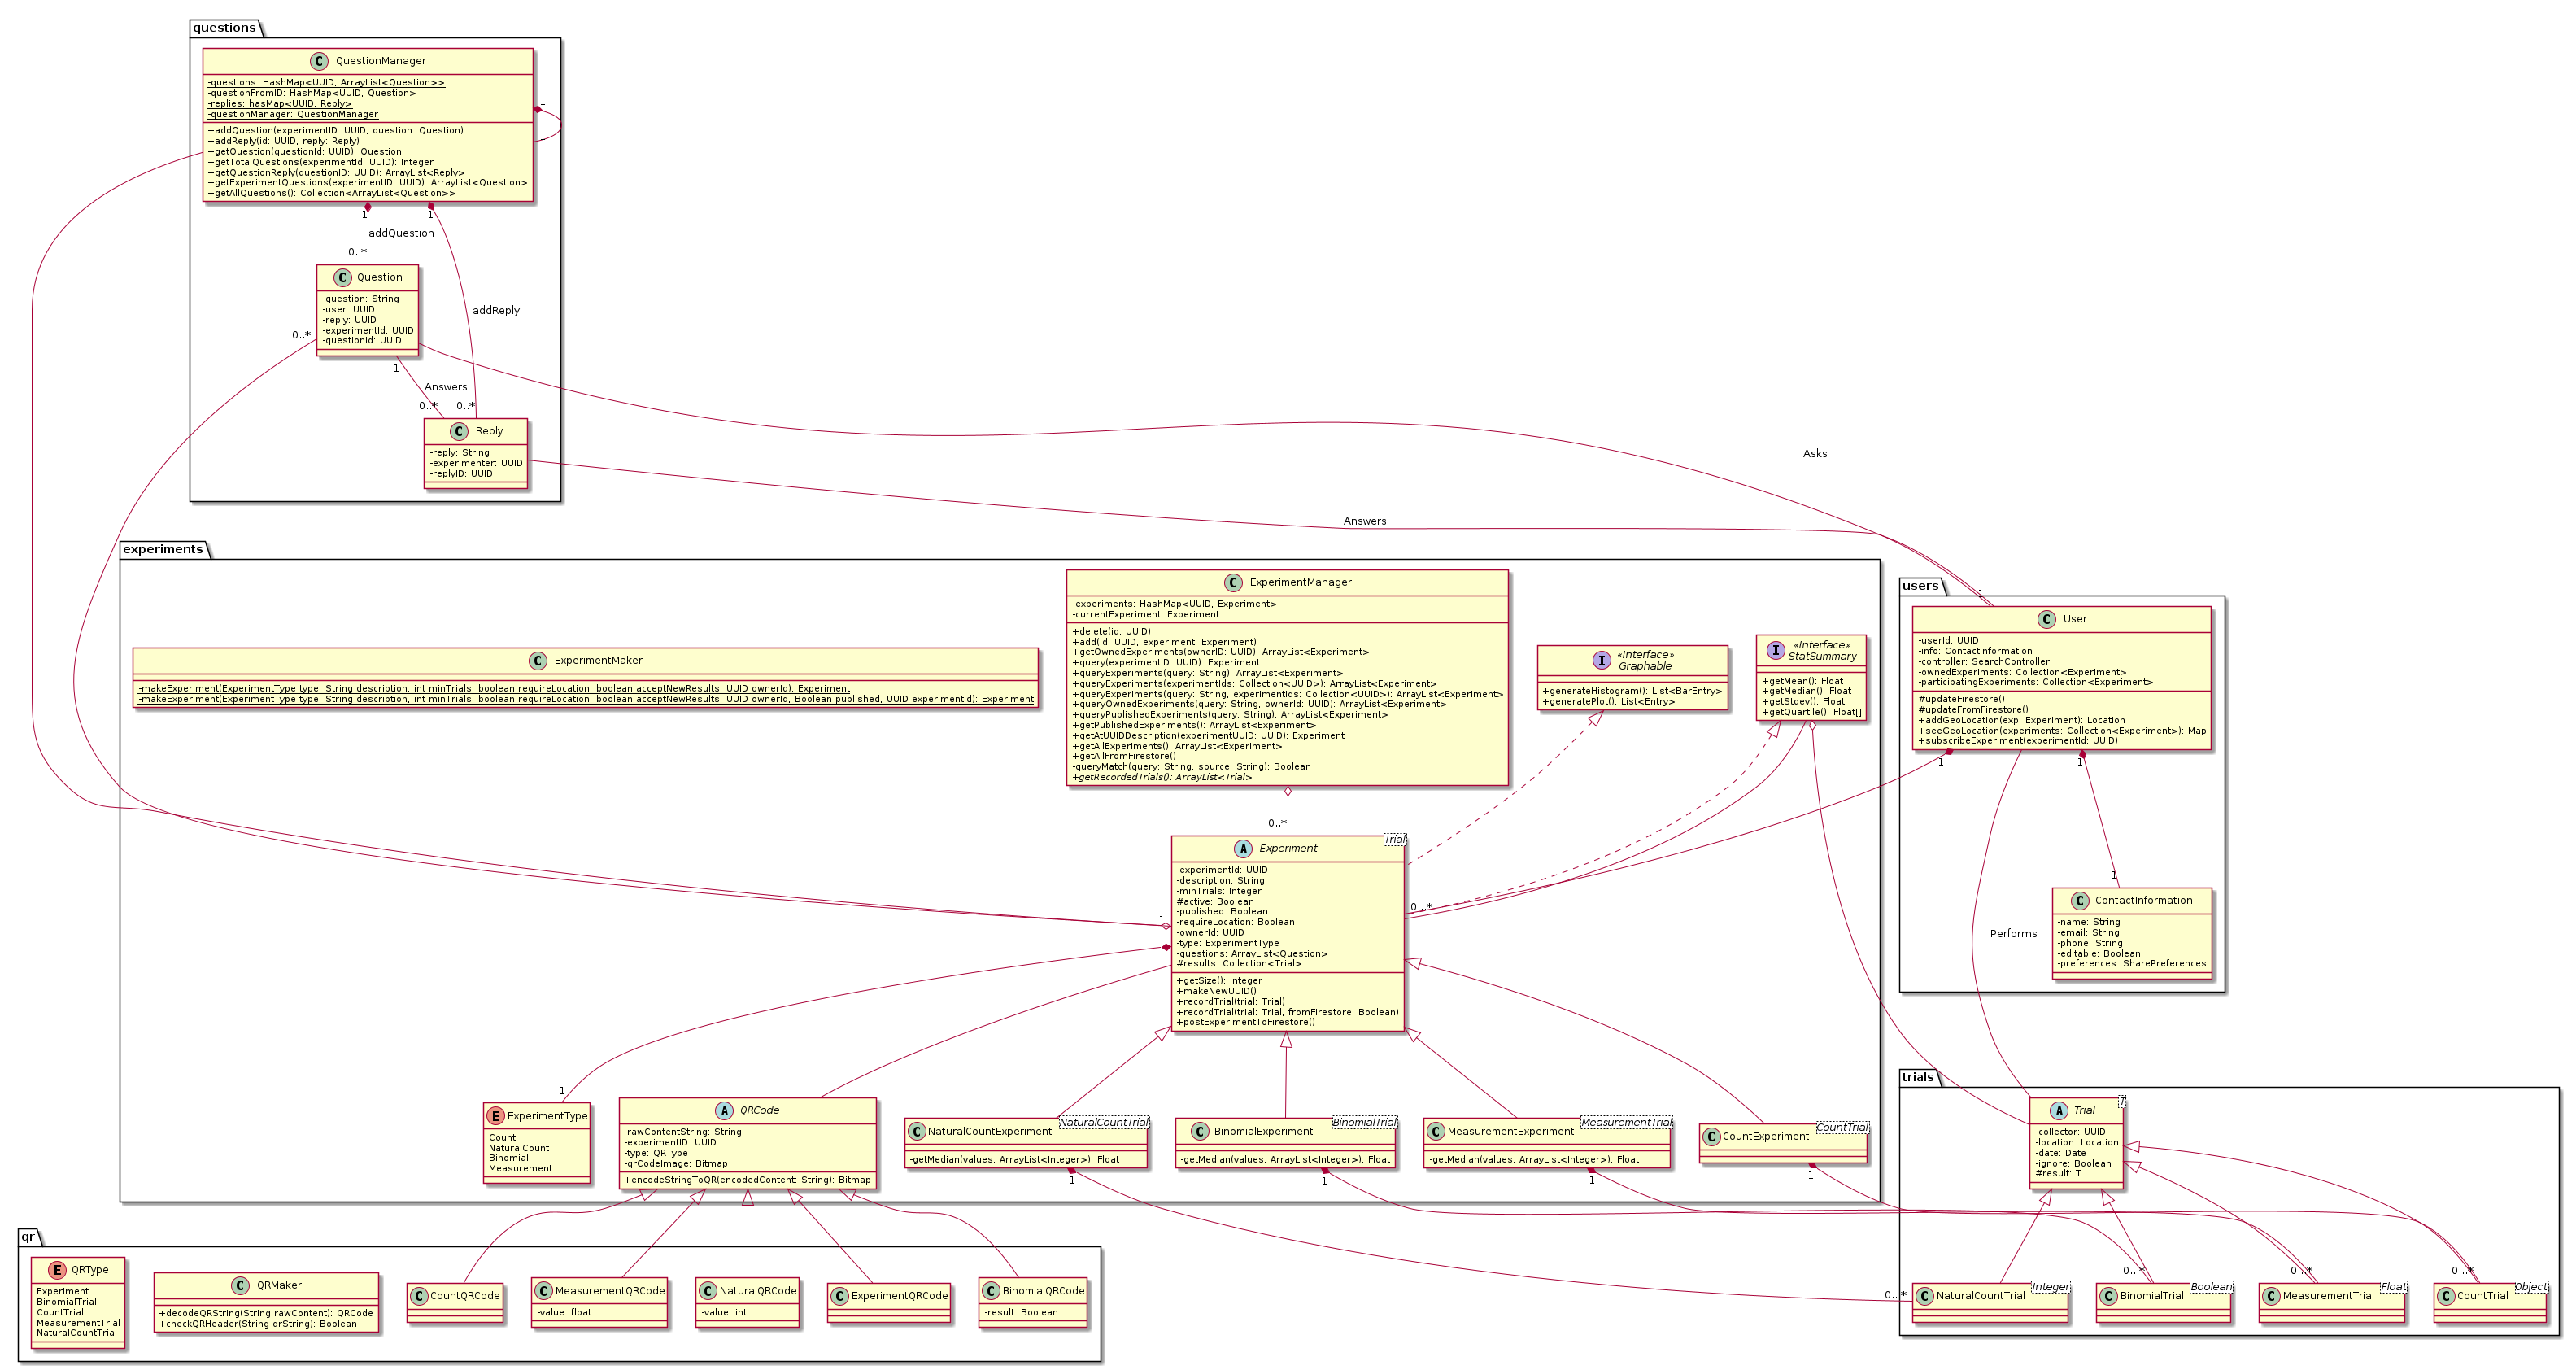 questions
QuestionManager
-questions: HashMap<UUID, ArrayList<Question>>
-questionFromID: HashMap<UUID, Question>
-replies: hasMap<UUID, Reply>
-questionManager: QuestionManager
+addQuestion(experimentID: UUID, question: Question)
+addReply(id: UUID, reply: Reply)
+getQuestion(questionId: UUID): Question
+getTotalQuestions(experimentId: UUID): Integer
+getQuestionReply(questionID: UUID): ArrayList<Reply>
+getExperimentQuestions(experimentID: UUID): ArrayList<Question>
+getAllQuestions(): Collection<ArrayList<Question>>
1
1
1
1
addQuestion
0..*
Question
-question: String
-user: UUID
-reply: UUID
-experimentId: UUID
-questionId: UUID
addReply
0..*
1
Answers
0..*
0..*
Reply
-reply: String
-experimenter: UUID
-replyID: UUID
Asks
Answers
experiments
ExperimentMaker
-makeExperiment(ExperimentType type, String description, int minTrials, boolean requireLocation, boolean acceptNewResults, UUID ownerId): Experiment
-makeExperiment(ExperimentType type, String description, int minTrials, boolean requireLocation, boolean acceptNewResults, UUID ownerId, Boolean published, UUID experimentId): Experiment
ExperimentManager
-experiments: HashMap<UUID, Experiment>
-currentExperiment: Experiment
+delete(id: UUID)
+add(id: UUID, experiment: Experiment)
+getOwnedExperiments(ownerID: UUID): ArrayList<Experiment>
+query(experimentID: UUID): Experiment
+queryExperiments(query: String): ArrayList<Experiment>
+queryExperiments(experimentIds: Collection<UUID>): ArrayList<Experiment>
+queryExperiments(query: String, experimentIds: Collection<UUID>): ArrayList<Experiment>
+queryOwnedExperiments(query: String, ownerId: UUID): ArrayList<Experiment>
+queryPublishedExperiments(query: String): ArrayList<Experiment>
+getPublishedExperiments(): ArrayList<Experiment>
+getAtUUIDDescription(experimentUUID: UUID): Experiment
+getAllExperiments(): ArrayList<Experiment>
+getAllFromFirestore()
-queryMatch(query: String, source: String): Boolean
+getRecordedTrials(): ArrayList<Trial>
«Interface»
Graphable
+generateHistogram(): List<BarEntry>
+generatePlot(): List<Entry>
«Interface»
StatSummary
+getMean(): Float
+getMedian(): Float
+getStdev(): Float
+getQuartile(): Float[]
users
1
User
-userId: UUID
-info: ContactInformation
-controller: SearchController
-ownedExperiments: Collection<Experiment>
-participatingExperiments: Collection<Experiment>
#updateFirestore()
#updateFromFirestore()
+addGeoLocation(exp: Experiment): Location
+seeGeoLocation(experiments: Collection<Experiment>): Map
+subscribeExperiment(experimentId: UUID)
1
1
0..*
Trial
Experiment
-experimentId: UUID
-description: String
-minTrials: Integer
#active: Boolean
-published: Boolean
-requireLocation: Boolean
-ownerId: UUID
-type: ExperimentType
-questions: ArrayList<Question>
#results: Collection<Trial>
+getSize(): Integer
+makeNewUUID()
+recordTrial(trial: Trial)
+recordTrial(trial: Trial, fromFirestore: Boolean)
+postExperimentToFirestore()
1
0...*
1
ContactInformation
-name: String
-email: String
-phone: String
-editable: Boolean
-preferences: SharePreferences
Performs
1
ExperimentType
Count
NaturalCount
Binomial
Measurement
QRCode
-rawContentString: String
-experimentID: UUID
-type: QRType
-qrCodeImage: Bitmap
+encodeStringToQR(encodedContent: String): Bitmap
NaturalCountExperiment
NaturalCountTrial
-getMedian(values: ArrayList<Integer>): Float
1
BinomialExperiment
BinomialTrial
-getMedian(values: ArrayList<Integer>): Float
1
MeasurementExperiment
MeasurementTrial
-getMedian(values: ArrayList<Integer>): Float
1
CountExperiment
CountTrial
1
trials
Trial
T
-collector: UUID
-location: Location
-date: Date
-ignore: Boolean
#result: T
qr
QRType
Experiment
BinomialTrial
CountTrial
MeasurementTrial
NaturalCountTrial
QRMaker
+decodeQRString(String rawContent): QRCode
+checkQRHeader(String qrString): Boolean
CountQRCode
MeasurementQRCode
-value: float
NaturalQRCode
-value: int
ExperimentQRCode
BinomialQRCode
-result: Boolean
0...*
NaturalCountTrial
Integer
0...*
BinomialTrial
Boolean
0...*
MeasurementTrial
Float
0...*
CountTrial
Object